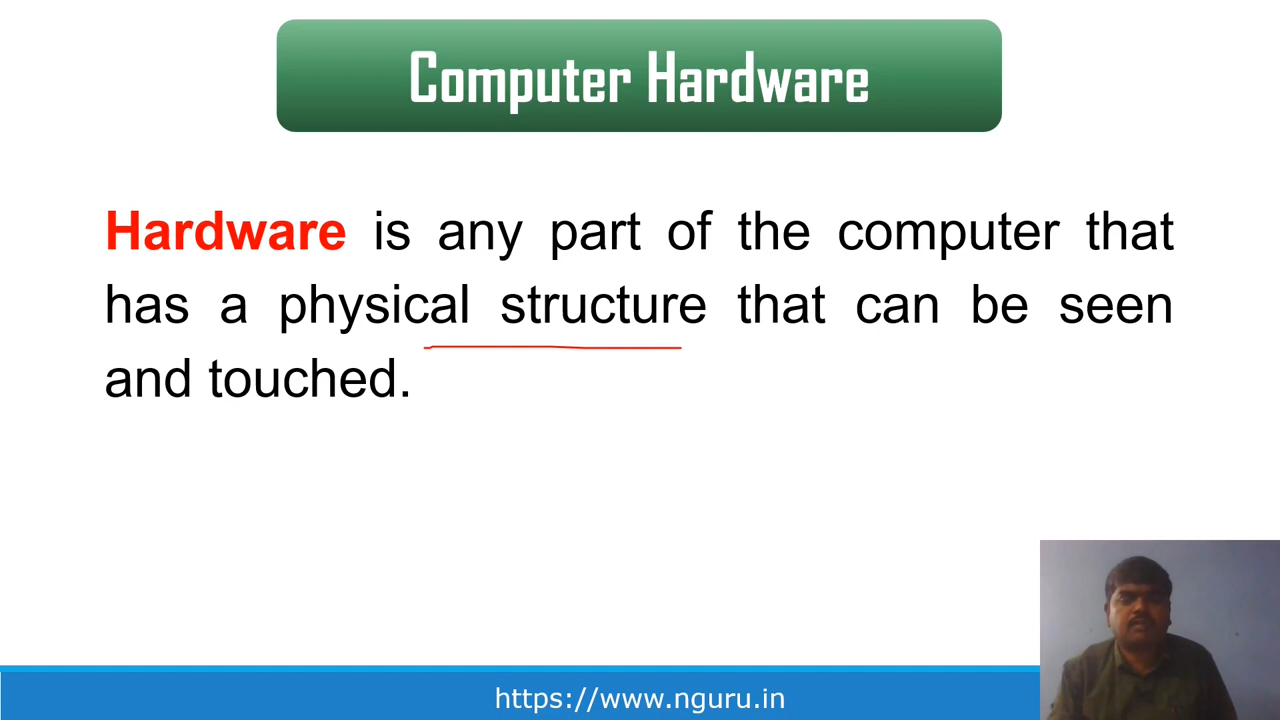 Computer Hardware
Hardware is any part of the computer that
has a physical structure that can be seen
and touched.
https://www.nguru.in